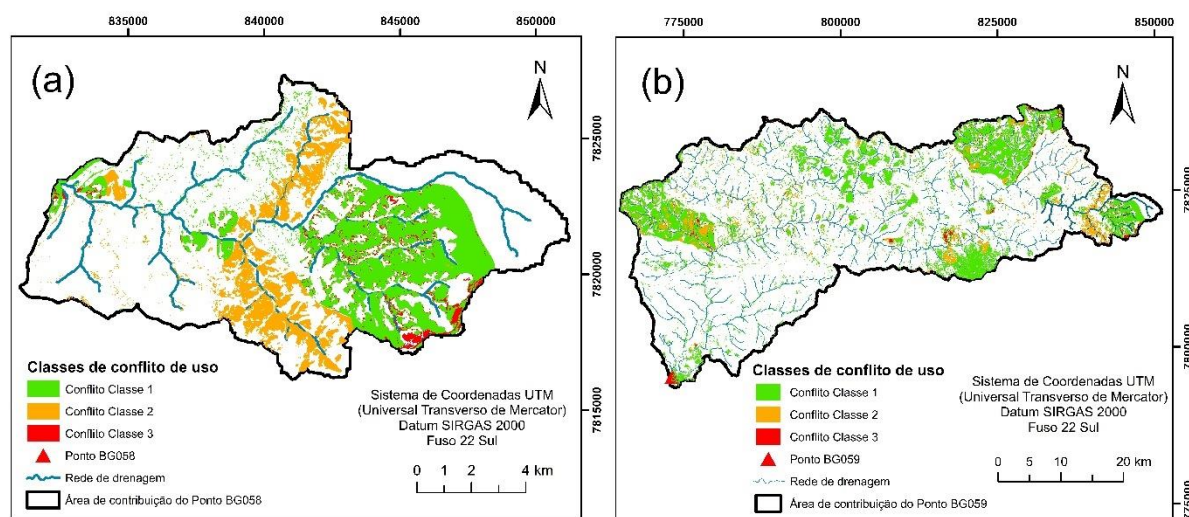 835000 840000 845000 850000
(a)
N
7825000
7820000
7815000
Classes de conflito de uso
Conflito Classe 1
Conflito Classe 2
Conflito Classe 3
Ponto BG058
Rede de drenagem
Área de contribuição do Ponto BG058
Sistema de Coordenadas UTM
(Universal Transverso de Mercator)
Datum SIRGAS 2000
Fuso 22 Sul
0 1 2 4 km
775000 800000 825000 850000
(b)
N
7825000
7800000
Classes de conflito de uso
Conflito Classe 1
Conflito Classe 2
Conflito Classe 3
Ponto BG059
Rede de drenagem
Área de contribuição do Ponto BG059
Sistema de Coordenadas UTM
(Universal Transverso de Mercator)
Datum SIRGAS 2000
Fuso 22 Sul
0 5 10 20 km